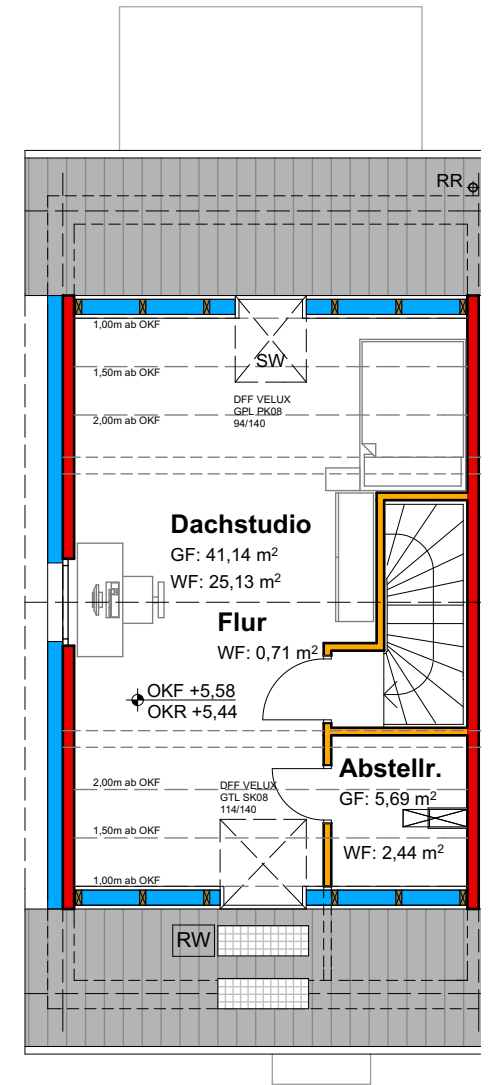 RR
1,00m ab OKF
1,50m ab OKF
SW
2,00m ab OKF
DFF VELUX
GPL PK08
94/140
Dachstudio
GF: 41,14 m²
WF: 25,13 m²
Flur
WF: 0,71 m²
OKF +5,58
OKR +5,44
Abstellr.
GF: 5,69 m²
WF: 2,44 m²
2,00m ab OKF
DFF VELUX
GTL SK08
114/140
1,50m ab OKF
1,00m ab OKF
RW